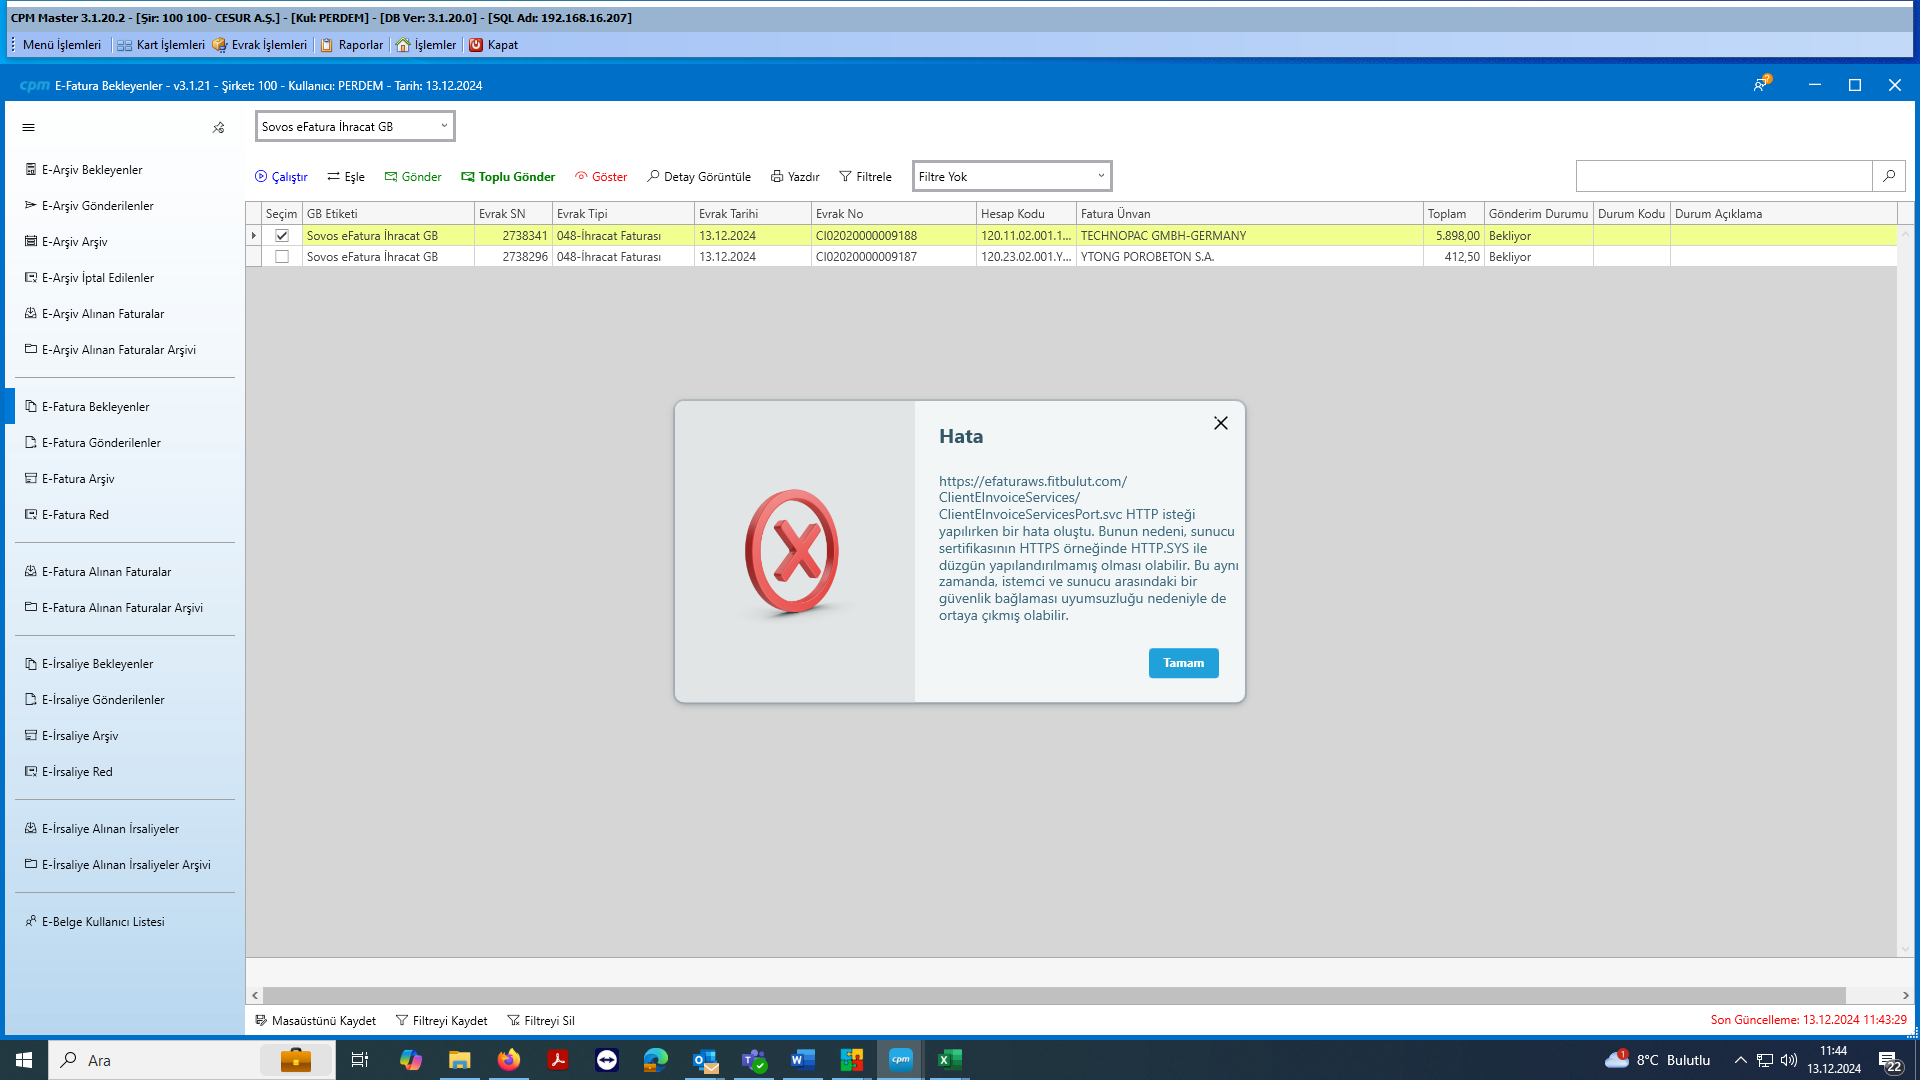 CPM Master 3.1.20.2 - [Şir: 100 100- CESUR A.Ş.] - [Kul: PERDEM] - [DB Ver: 3.1.20.0] - [SQL Adı: 192.168.16.207]
Menü İşlemleri Kart İşlemleri Evrak İşlemleri Raporlar İşlemler Kapat
cpm E-Fatura Bekleyenler - v3.1.21 - Şirket: 100 - Kullanıcı: PERDEM - Tarih: 13.12.2024
Sovos eFatura İhracat GB
Çalıştır Eşle Gönder Toplu Gönder Göster Detay Görüntüle Yazdır Filtrele Filtre Yok
Seçim GB Etiketi Evrak SN Evrak Tipi Evrak Tarihi Evrak No Hesap Kodu Fatura Ünvan Toplam Gönderim Durumu Durum Kodu Durum Açıklama
Sovos eFatura İhracat GB 2738341 048-İhracat Faturası 13.12.2024 CI02020000009188 120.11.02.001.1... TECHNOPAC GMBH-GERMANY 5.898,00 Bekliyor
Sovos eFatura İhracat GB 2738296 048-İhracat Faturası 13.12.2024 CI02020000009187 120.23.02.001.Y... YTONG POROBETON S.A. 412,50 Bekliyor
E-Arşiv Bekleyenler
E-Arşiv Gönderilenler
E-Arşiv Arşiv
E-Arşiv İptal Edilenler
E-Arşiv Alınan Faturalar
E-Arşiv Alınan Faturalar Arşivi
E-Fatura Bekleyenler
E-Fatura Gönderilenler
E-Fatura Arşiv
E-Fatura Red
E-Fatura Alınan Faturalar
E-Fatura Alınan Faturalar Arşivi
E-İrsaliye Bekleyenler
E-İrsaliye Gönderilenler
E-İrsaliye Arşiv
E-İrsaliye Red
E-İrsaliye Alınan İrsaliyeler
E-İrsaliye Alınan İrsaliyeler Arşivi
E-Belge Kullanıcı Listesi
Hata
https://efaturaws.fitbulut.com/
ClientEInvoiceServices/
ClientEInvoiceServicesPort.svc HTTP isteği
yapılırken bir hata oluştu. Bunun nedeni, sunucu
sertifikasının HTTPS örneğinde HTTP.SYS ile
düzgün yapılandırılmamış olması olabilir. Bu aynı
zamanda, istemci ve sunucu arasındaki bir
güvenlik bağlaması uyumsuzluğu nedeniyle de
ortaya çıkmış olabilir.
Tamam
Masaüstünü Kaydet Filtreyi Kaydet Filtreyi Sil
Son Güncelleme: 13.12.2024 11:43:29
Ara
cpm
1 8°C Bulutlu
11:44
13.12.2024
22